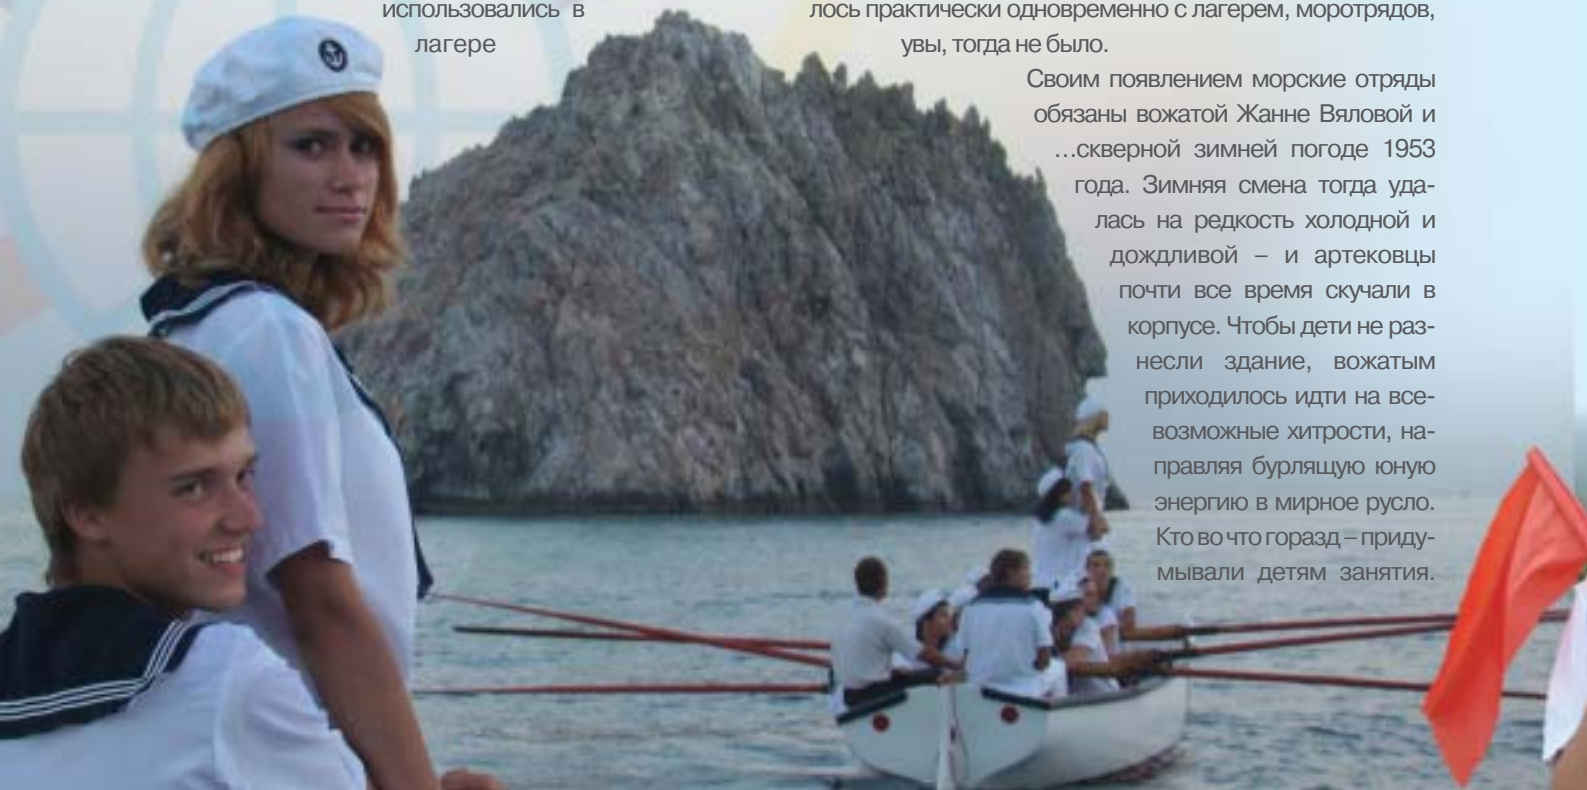 использовались в
лагере
лось практически одновременно с лагерем, моротрядов,
увы, тогда не было.
Своим появлением морские отряды
обязаны вожатой Жанне Вяловой и
…скверной зимней погоде 1953
года. Зимняя смена тогда уда-
лась на редкость холодной и
дождливой – и артековцы
почти все время скучали в
корпусе. Чтобы дети не раз-
несли здание, вожатым
приходилось идти на все-
возможные хитрости, на-
правляя бурлящую юную
энергию в мирное русло.
Кто во что горазд – приду-
мывали детям занятия.